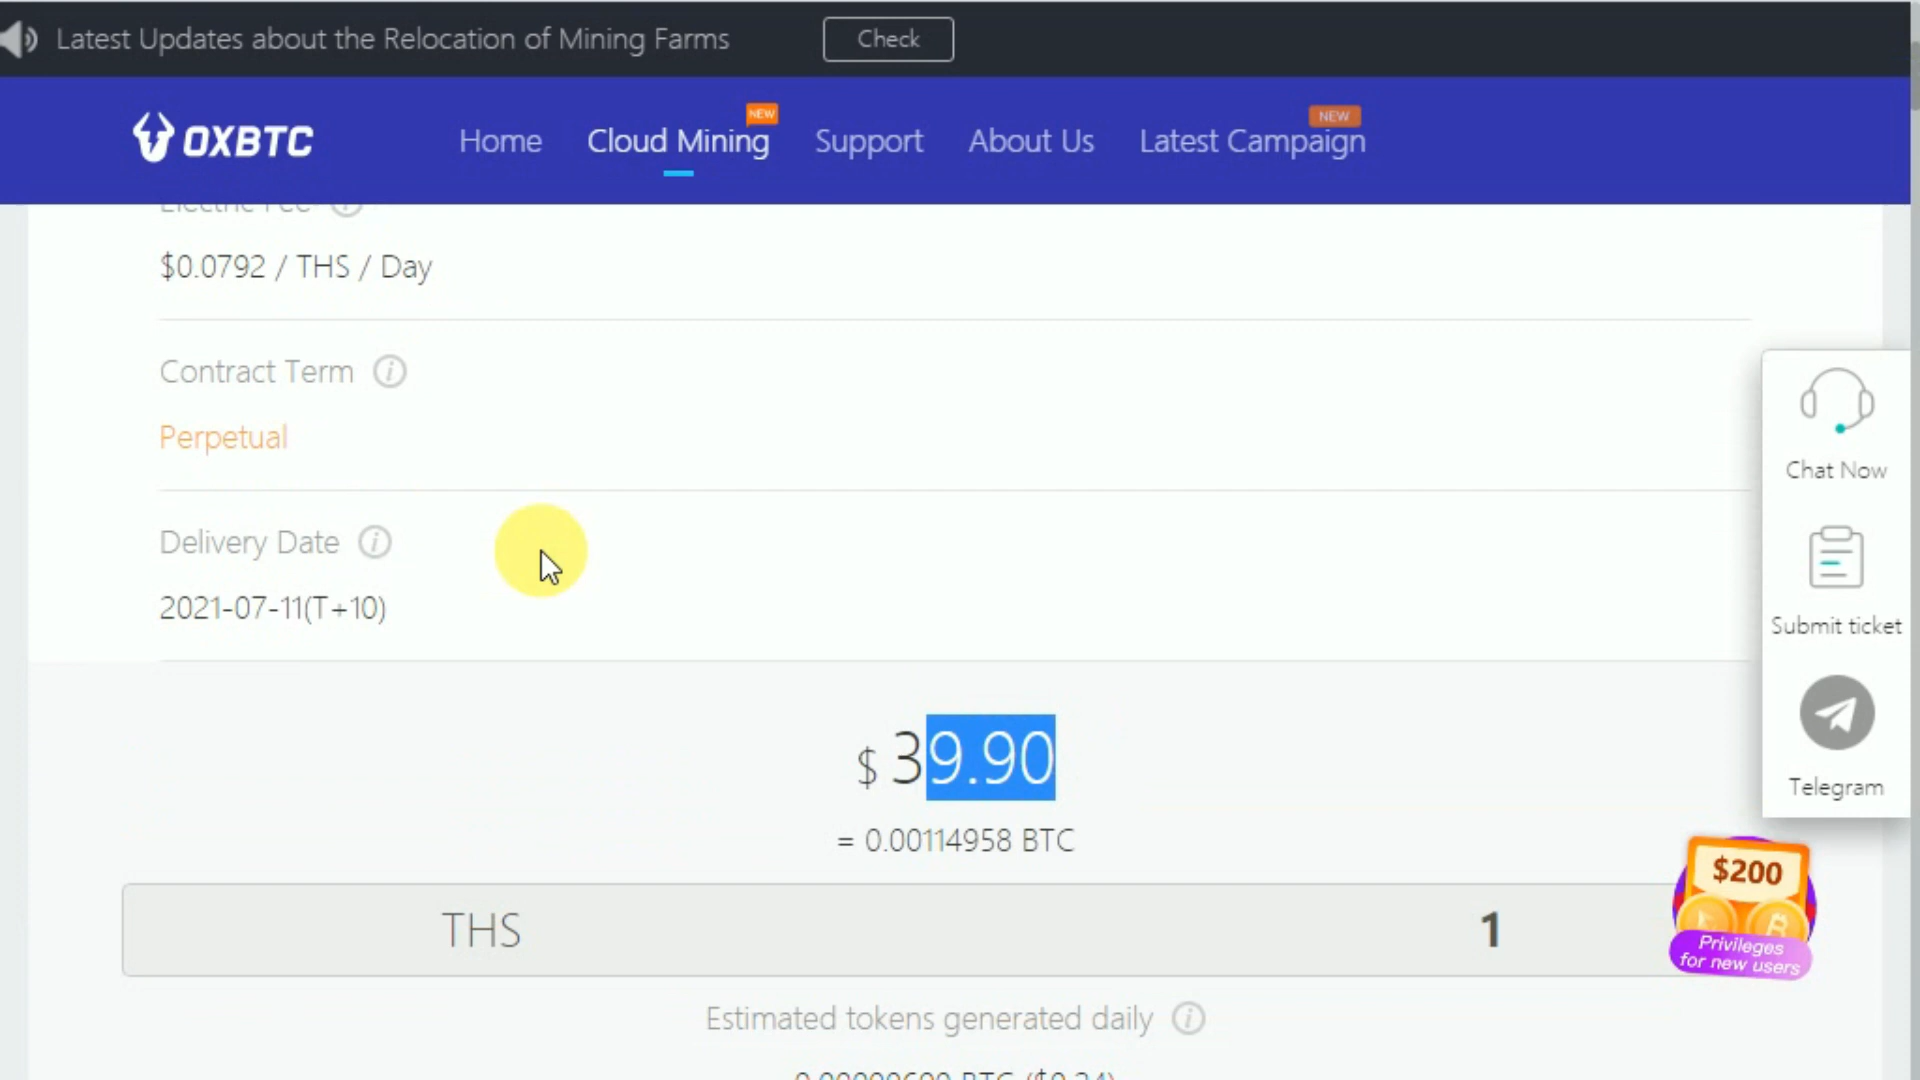 Latest Updates about the Relocation of Mining Farms
Check
OXBTC
Home
Cloud Mining
NEW
Support
About Us
Latest Campaign
NEW
Electric Fee
$0.0792 / THS / Day
Contract Term
Perpetual
Delivery Date
2021-07-11(T+10)
$ 39.90
= 0.00114958 BTC
THS
1
Estimated tokens generated daily
Chat Now
Submit ticket
Telegram
$200
Privileges
for new users